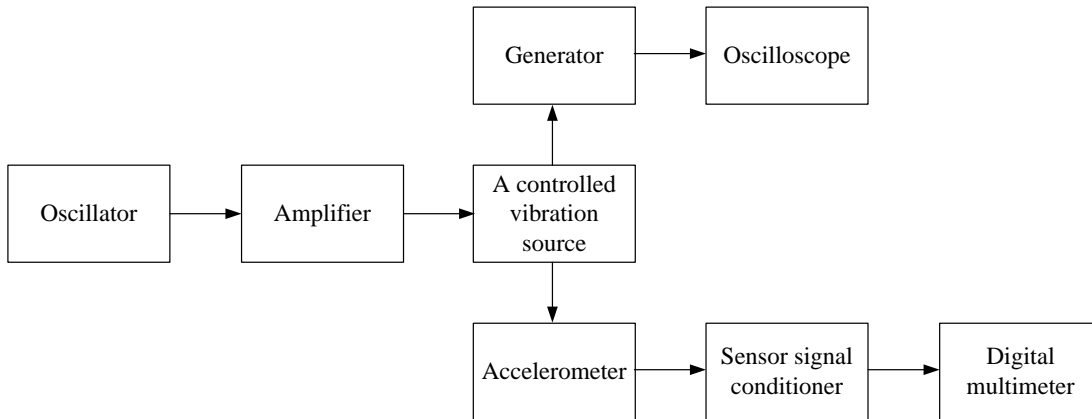 Generator
Oscilloscope
Oscillator
Amplifier
A controlled
vibration
source
Accelerometer
Sensor signal
conditioner
Digital
multimeter